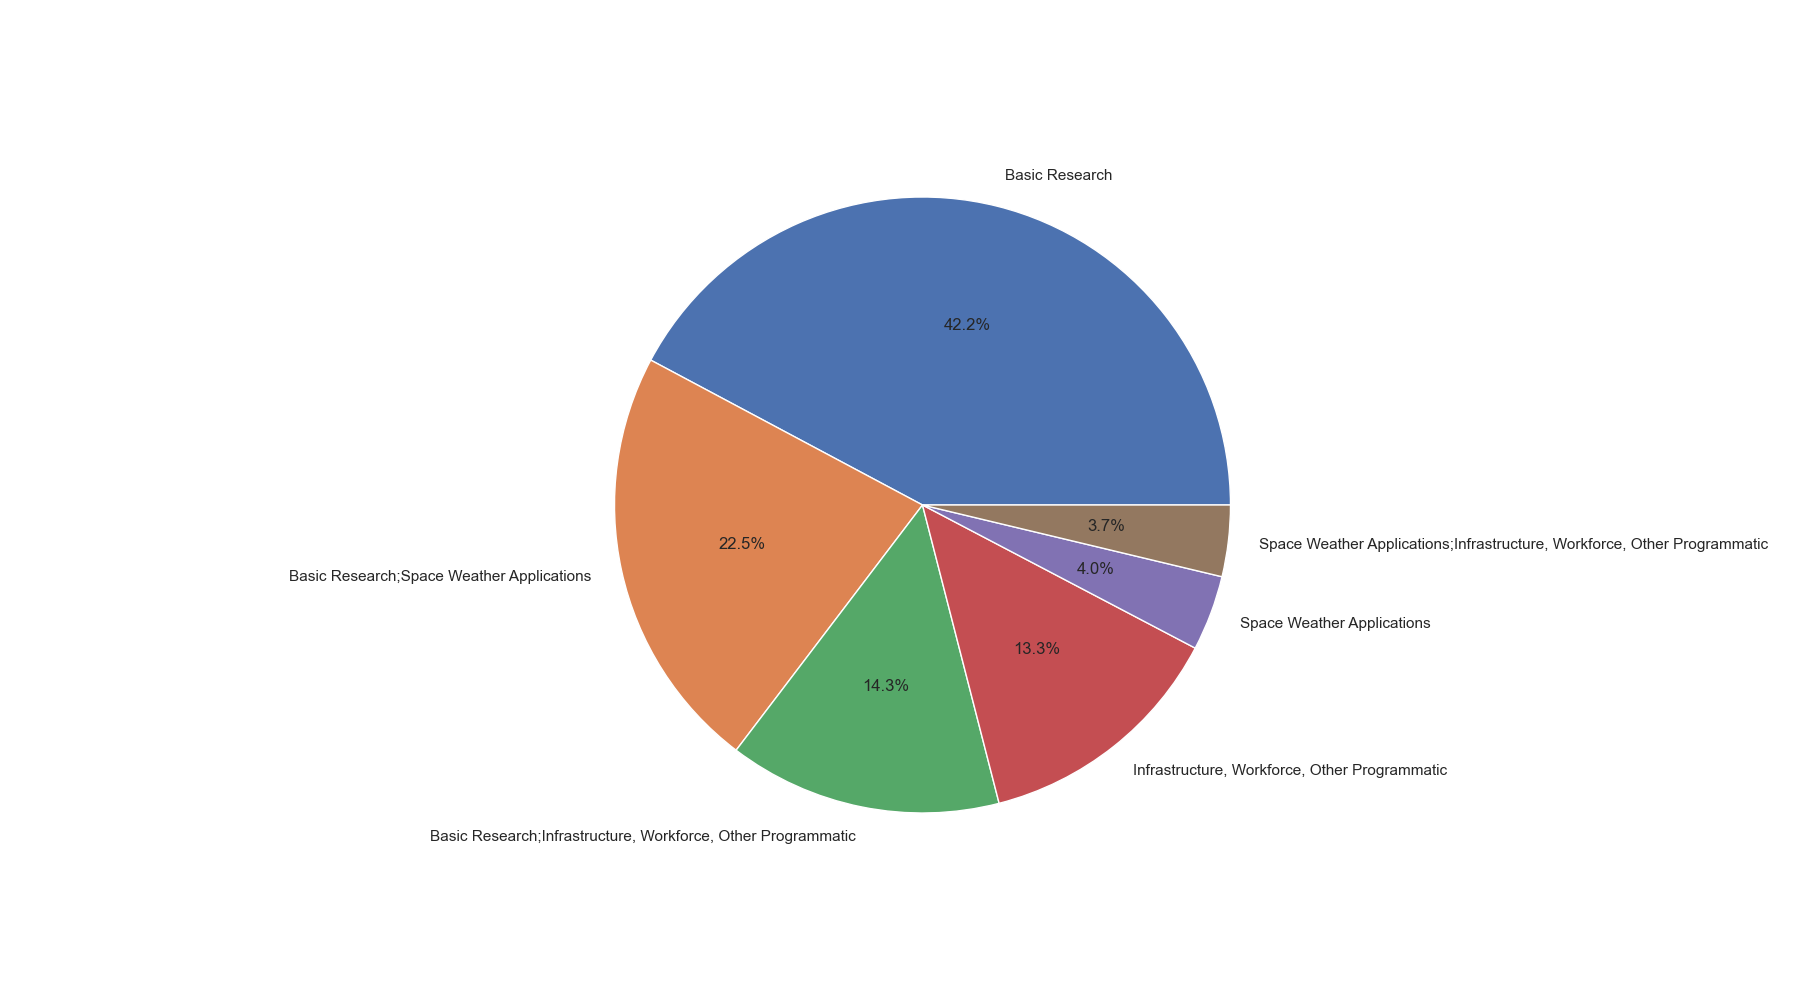 Basic Research
42.2%
22.5%
Basic Research;Space Weather Applications
14.3%
Basic Research;Infrastructure, Workforce, Other Programmatic
13.3%
Infrastructure, Workforce, Other Programmatic
4.0%
Space Weather Applications
3.7%
Space Weather Applications;Infrastructure, Workforce, Other Programmatic